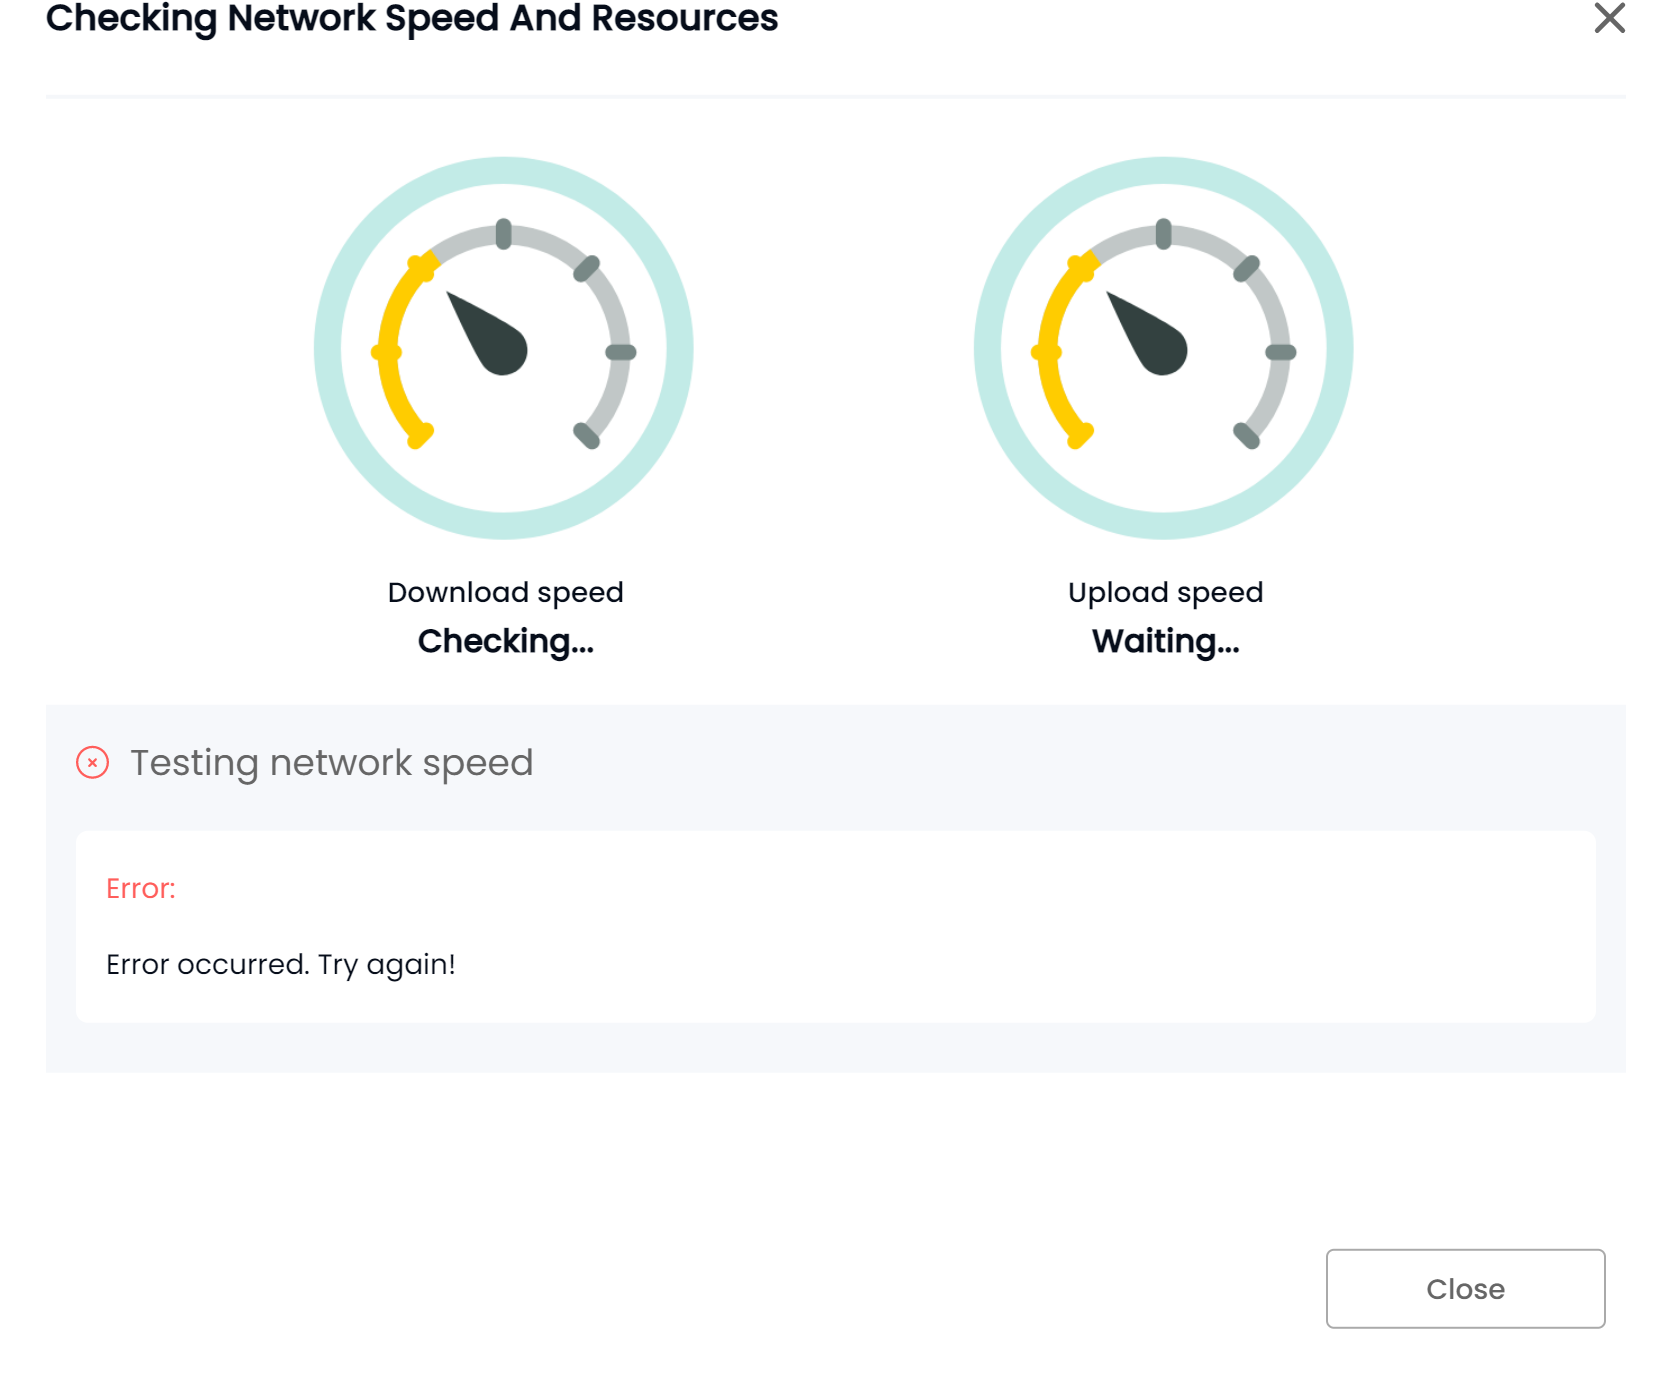 Checking Network Speed And Resources
Download speed
Checking...
Upload speed
Waiting...
Testing network speed
Error:
Error occurred. Try again!
Close